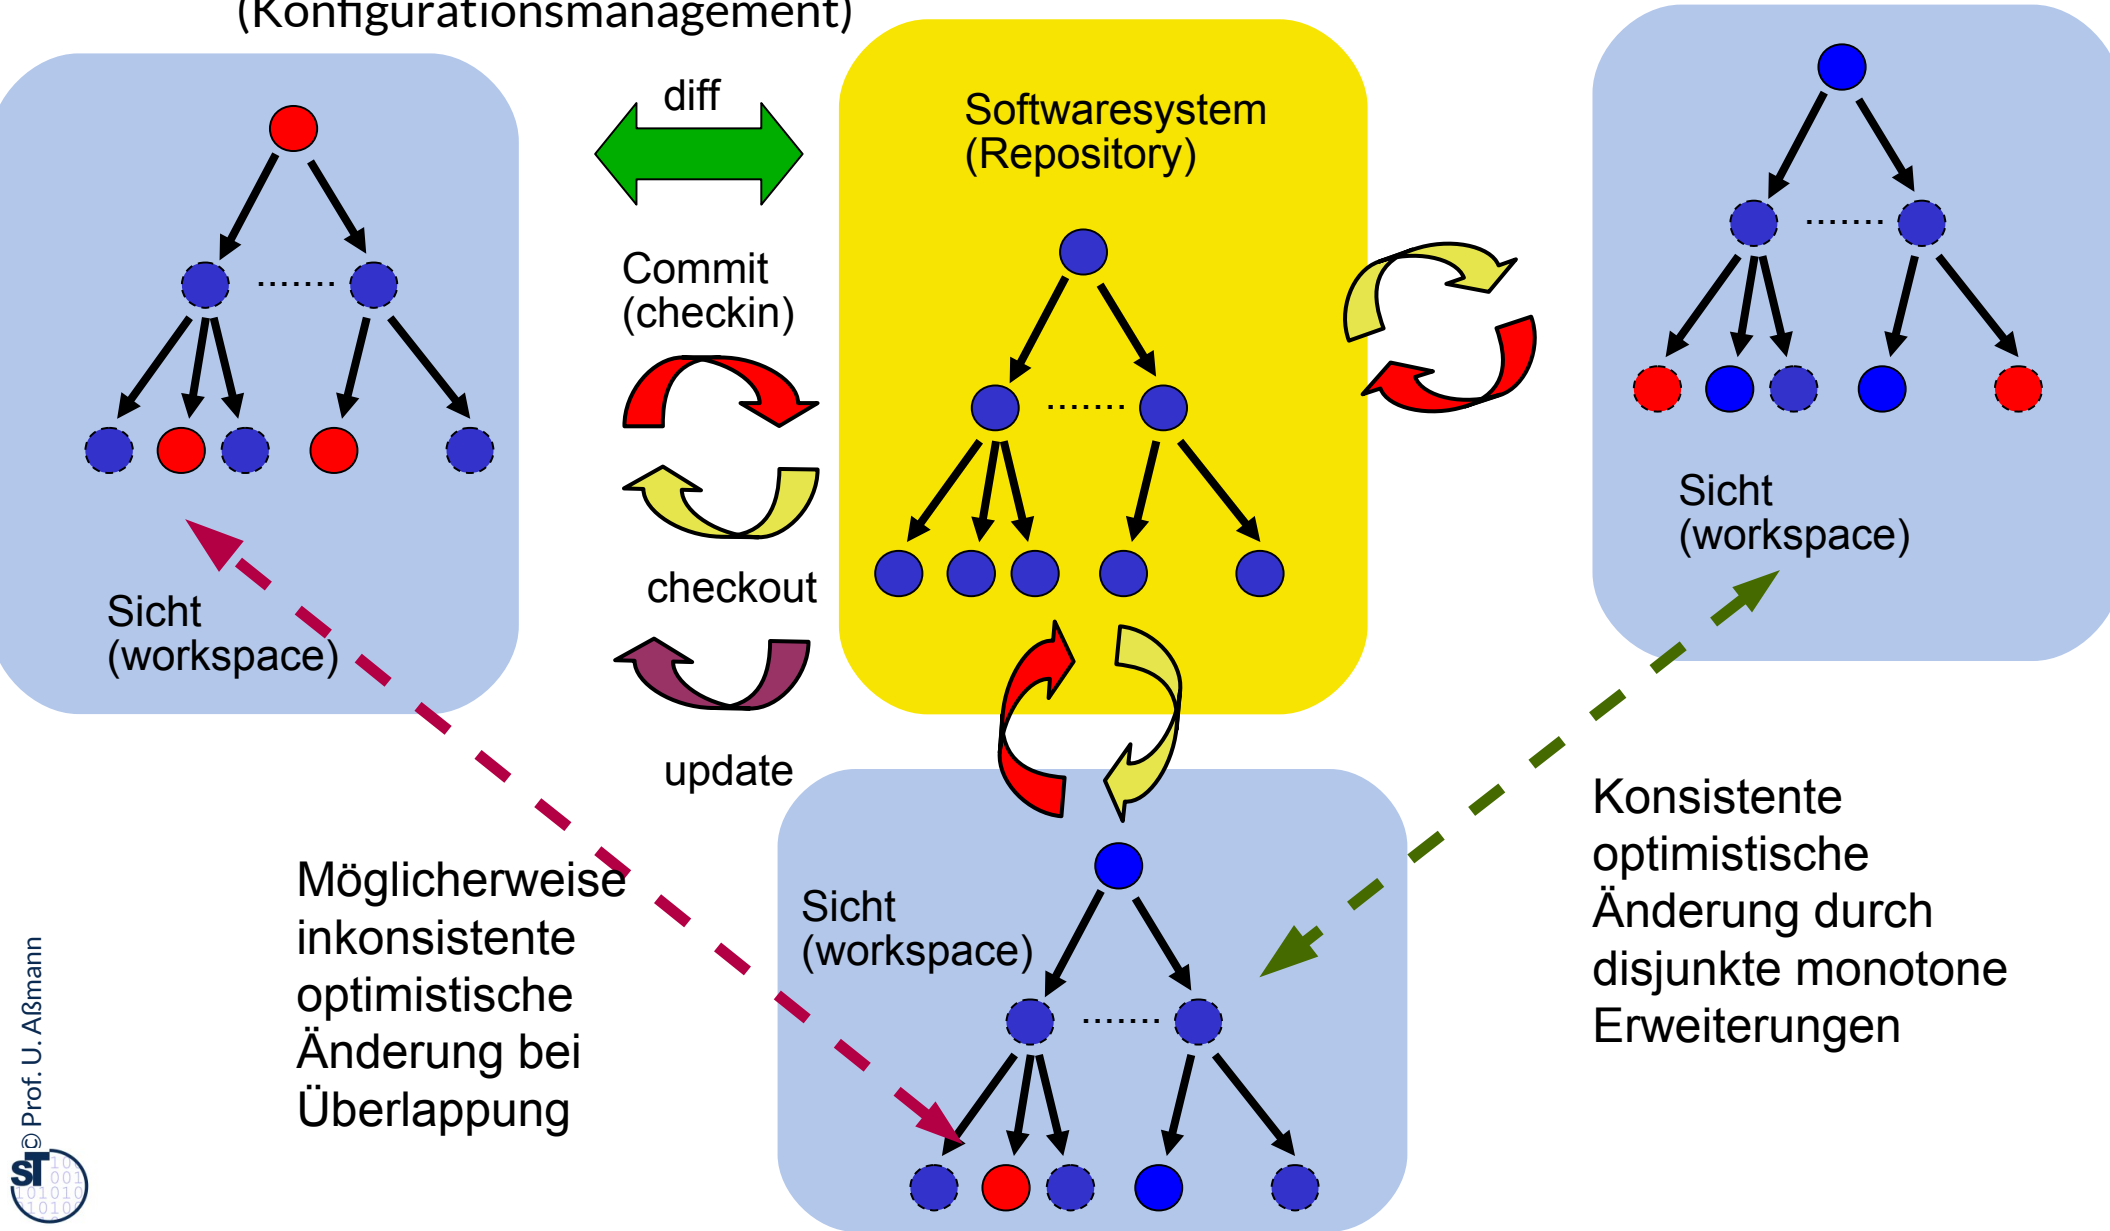 (Konfigurationsmanagement)
diff
Softwaresystem
(Repository)
Commit
(checkin)
checkout
update
Sicht
(workspace)
Sicht
(workspace)
Sicht
(workspace)
Möglicherweise
inkonsistente
optimistische
Änderung bei
Überlappung
Konsistente
optimistische
Änderung durch
disjunkte monotone
Erweiterungen
© Prof. U. Aßmann
ST